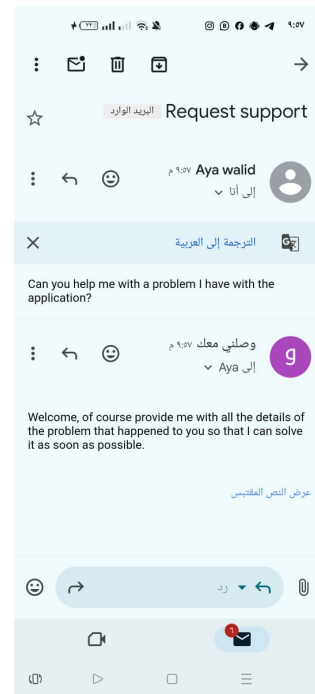 ٩:٥٧
Request support
البريد الوارد
Aya walid ٩:٥٧ م
إلى أنا
الترجمة إلى العربية
Can you help me with a problem I have with the
application?
وصلني معك ٩:٥٧ م
إلى Aya
g
Welcome, of course provide me with all the details of
the problem that happened to you so that I can solve
it as soon as possible.
عرض النص المقتبس
رد
٦